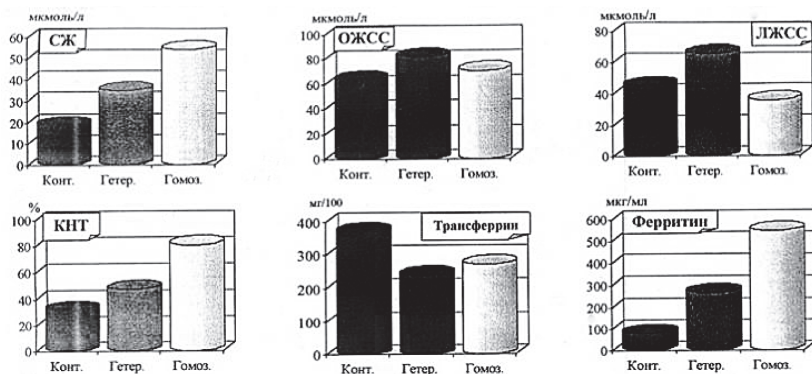 мкмоль/л
СЖ
60
50
40
30
20
10
0
Конт. Гетер. Гомоз.
мкмоль/л
ОЖСС
100
80
60
40
20
0
Конт. Гетер. Гомоз.
мкмоль/л
ЛЖСС
80
60
40
20
0
Конт. Гетер. Гомоз.
%
КНТ
100
80
60
40
20
0
Конт. Гетер. Гомоз.
мг/100
Трансферрин
400
300
200
100
0
Конт. Гетер. Гомоз.
мкг/мл
Ферритин
600
500
400
300
200
100
0
Конт. Гетер. Гомоз.